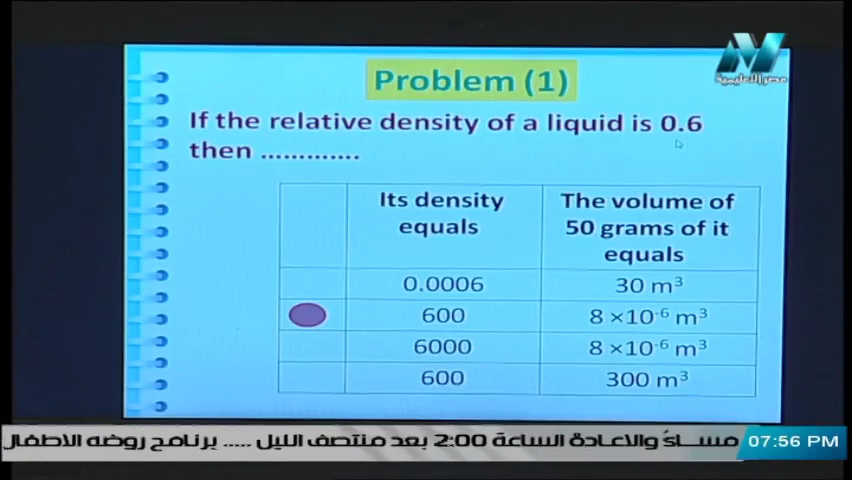 مصر التعليمية
Problem (1)
If the relative density of a liquid is 0.6
then .............
Its density equals
The volume of 50 grams of it equals
0.0006
30 m³
600
8 ×10⁻⁶ m³
6000
8 ×10⁻⁶ m³
600
300 m³
مساءً والاعادة الساعة 2:00 بعد منتصف الليل ..... برنامج روضه الاطفال
07:56 PM